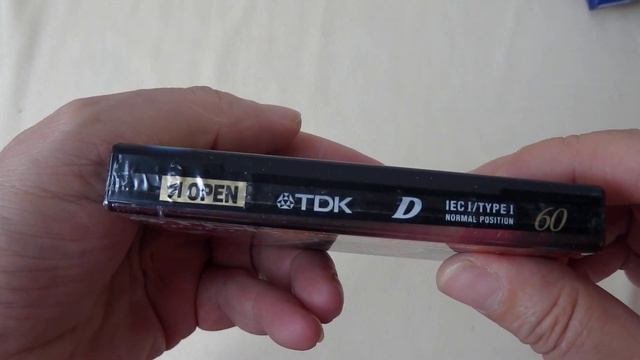 OPEN
TDK
D
IEC I/TYPE I
NORMAL POSITION
60